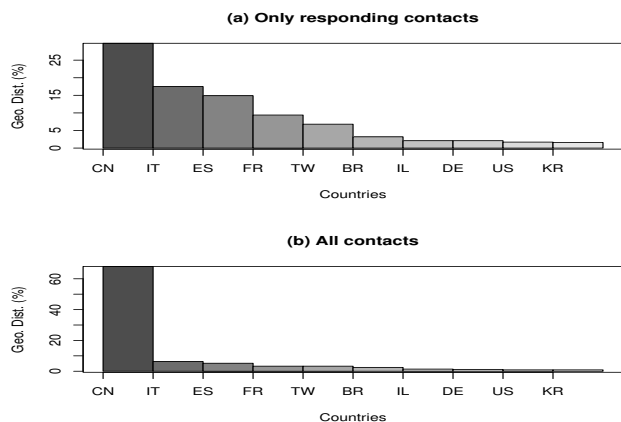 (a) Only responding contacts
Geo. Dist. (%)
25
15
5
0
CN IT ES FR TW BR IL DE US KR
Countries
(b) All contacts
Geo. Dist. (%)
60
40
20
0
CN IT ES FR TW BR IL DE US KR
Countries